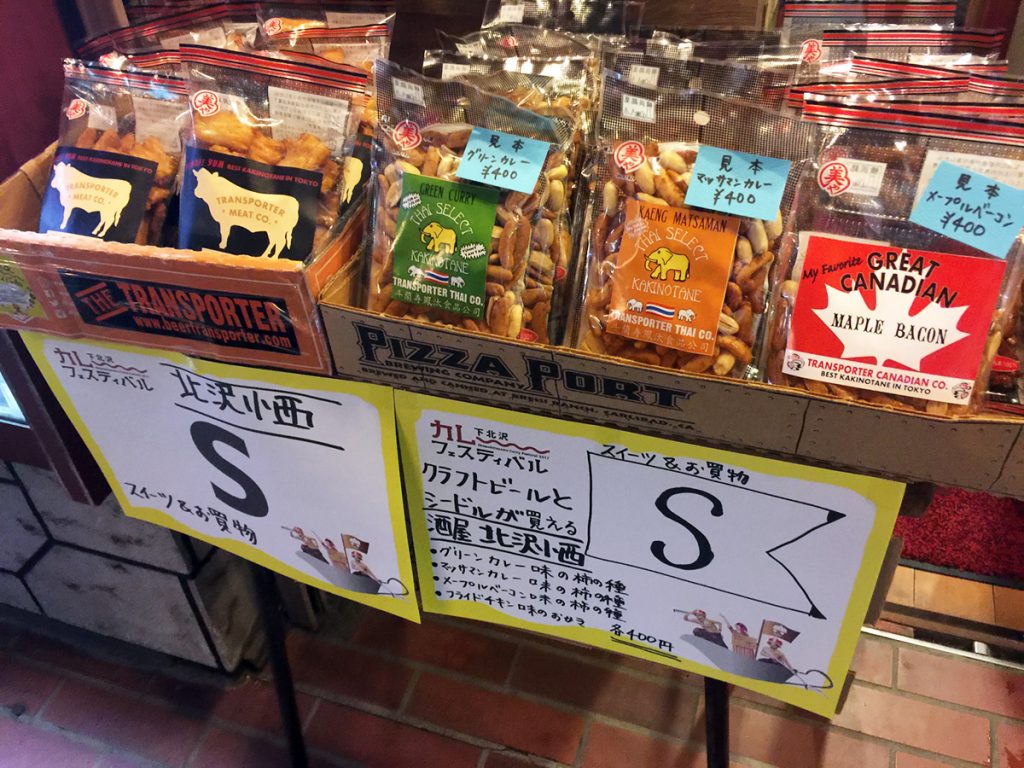 美
TRANSPORTER
MEAT CO.
美
BEST KAKINOTANE IN TOKYO
TRANSPORTER
MEAT CO.
美
見本
グリーンカレー
¥400
GREEN CURRY
THAI SELECT
KAKINOTANE
TRANSPORTER THAI CO.
美
見本
マッサマンカレー
¥400
KAENG MATSAMAN
THAI SELECT
KAKINOTANE
TRANSPORTER THAI CO.
美
見本
メープルベーコン
¥400
My Favorite
GREAT
CANADIAN
MAPLE BACON
TRANSPORTER CANADIAN CO.
BEST KAKINOTANE IN TOKYO
THE TRANSPORTER
www.beertransporter.com
PIZZA PORT
BREWING COMPANY
下北沢
カレー
フェスティバル
北沢小西
S
スイーツ&お買物
下北沢
カレー
フェスティバル
クラフトビールと
シードルが買える
酒屋 北沢小西
•グリーンカレー味の柿の種
•マッサマンカレー味の柿の種
•メープルベーコン味の柿の種
•フライドチキン味のおかき
各400円
スイーツ&お買物
S